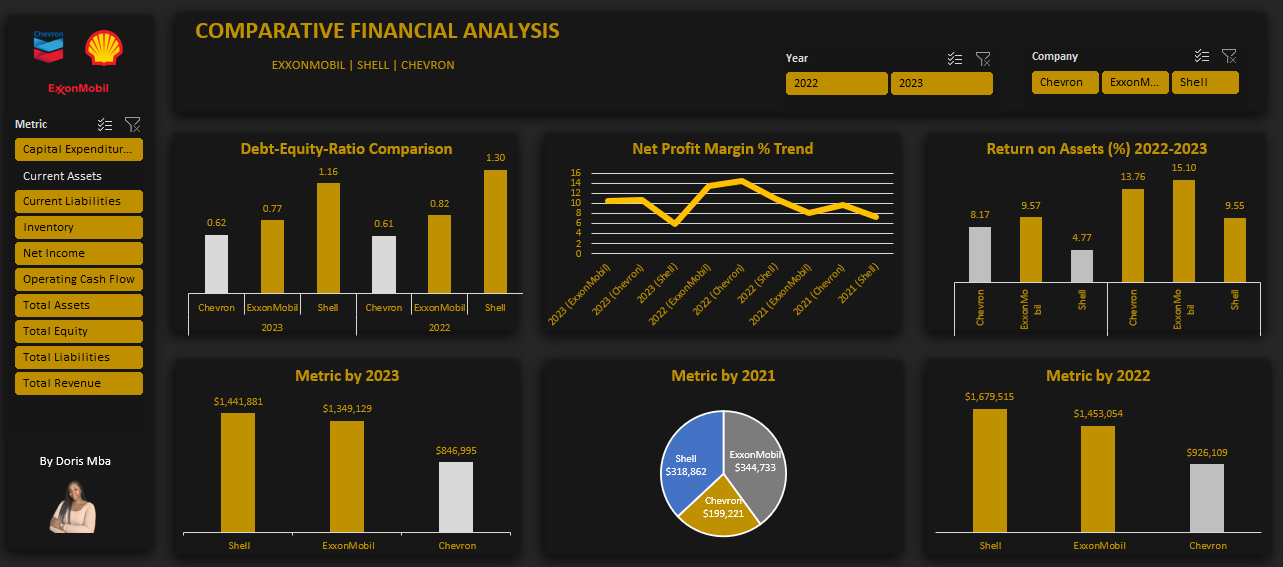 Chevron
ExxonMobil
COMPARATIVE FINANCIAL ANALYSIS
EXXONMOBIL | SHELL | CHEVRON
Year
2022
2023
Company
Chevron
ExxonM...
Shell
Metric
Capital Expenditur...
Current Assets
Current Liabilities
Inventory
Net Income
Operating Cash Flow
Total Assets
Total Equity
Total Liabilities
Total Revenue
By Doris Mba
Debt-Equity-Ratio Comparison
0.62
0.77
1.16
0.61
0.82
1.30
Chevron
ExxonMobil
Shell
Chevron
ExxonMobil
Shell
2023
2022
Net Profit Margin % Trend
16
14
12
10
8
6
4
2
0
2023 (ExxonMobil)
2023 (Chevron)
2023 (Shell)
2022 (ExxonMobil)
2022 (Chevron)
2022 (Shell)
2021 (ExxonMobil)
2021 (Chevron)
2021 (Shell)
Return on Assets (%) 2022-2023
8.17
9.57
4.77
13.76
15.10
9.55
Chevron
ExxonMo
bil
Shell
Chevron
ExxonMo
bil
Shell
Metric by 2023
$1,441,881
$1,349,129
$846,995
Shell
ExxonMobil
Chevron
Metric by 2021
Shell
$318,862
ExxonMobil
$344,733
Chevron
$199,221
Metric by 2022
$1,679,515
$1,453,054
$926,109
Shell
ExxonMobil
Chevron